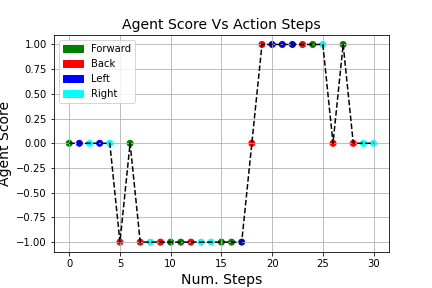 Agent Score Vs Action Steps
Agent Score
1.00
0.75
0.50
0.25
0.00
−0.25
−0.50
−0.75
−1.00
Forward
Back
Left
Right
0 5 10 15 20 25 30
Num. Steps